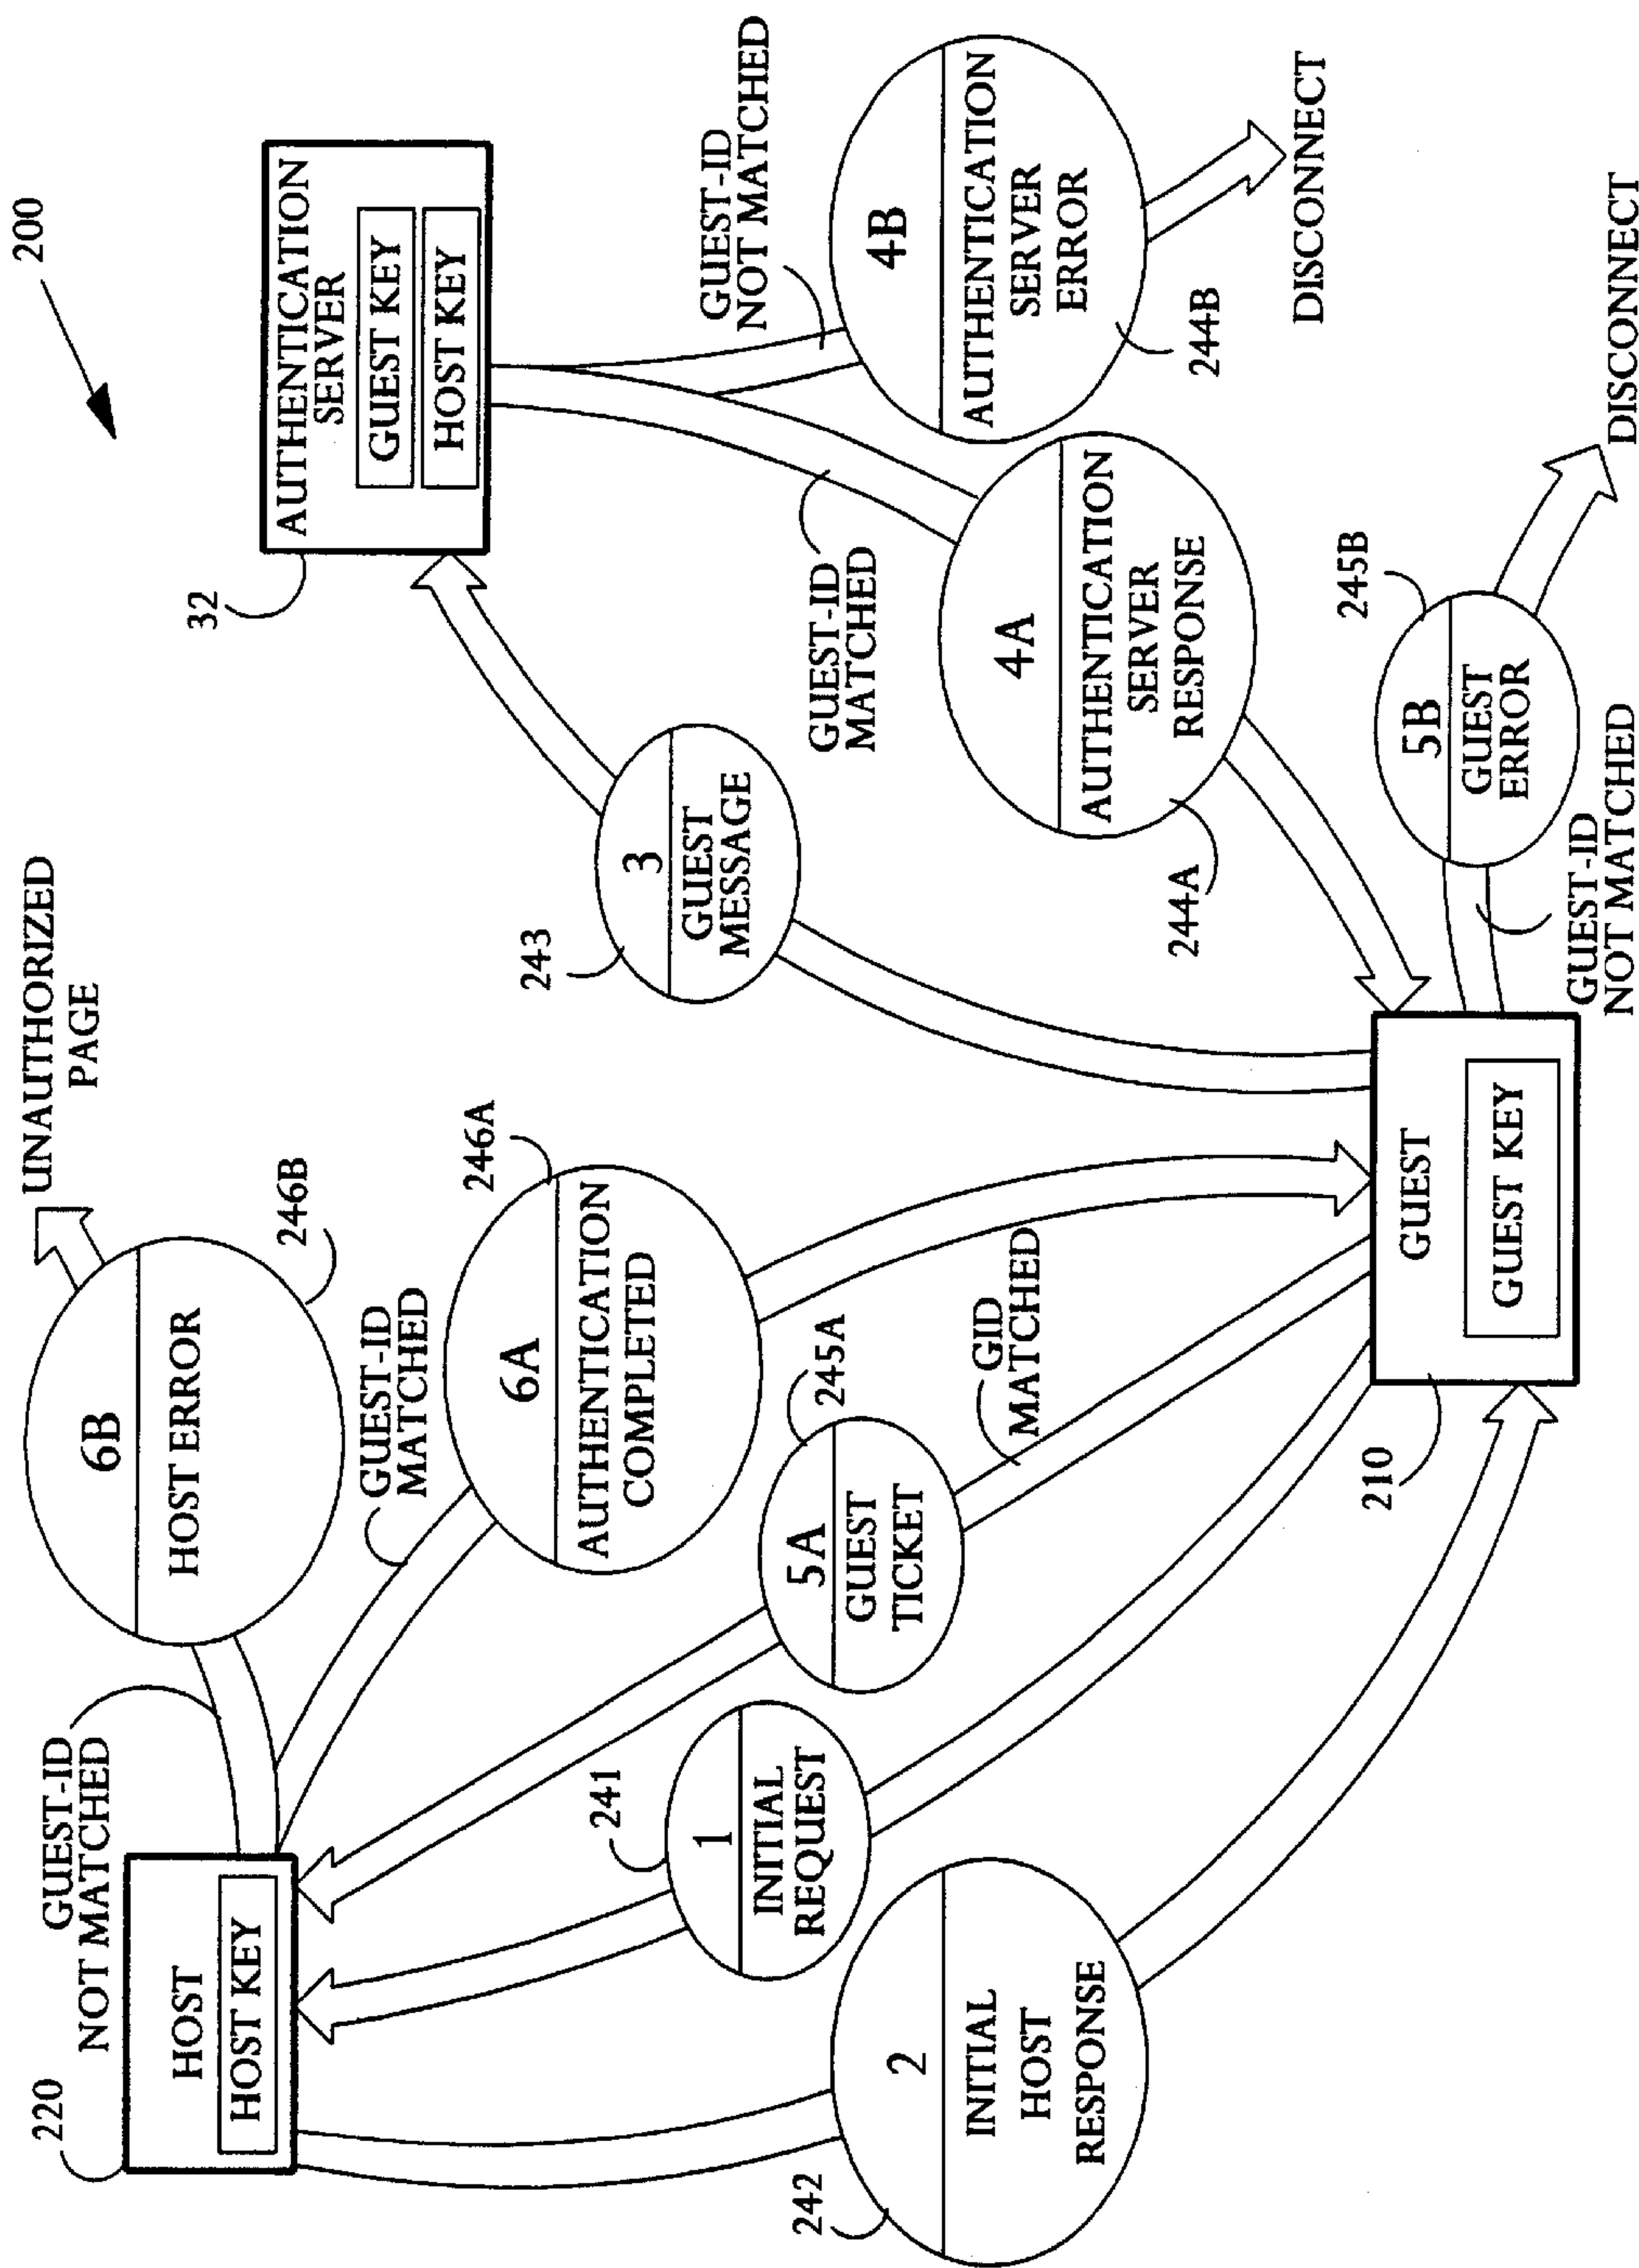 200
220
HOST
HOST KEY
GUEST-ID
NOT MATCHED
6B
HOST ERROR
246B
UNAUTHORIZED
PAGE
GUEST-ID
MATCHED
6A
AUTHENTICATION
COMPLETED
246A
32
AUTHENTICATION
SERVER
GUEST KEY
HOST KEY
GUEST-ID
NOT MATCHED
4B
AUTHENTICATION
SERVER
ERROR
244B
DISCONNECT
243
3
GUEST
MESSAGE
GUEST-ID
MATCHED
4A
AUTHENTICATION
SERVER
RESPONSE
244A
241
1
INITIAL
REQUEST
5A
GUEST
TICKET
245A
GID
MATCHED
242
2
INITIAL
HOST
RESPONSE
210
GUEST
GUEST KEY
GUEST-ID
NOT MATCHED
5B
GUEST
ERROR
245B
DISCONNECT